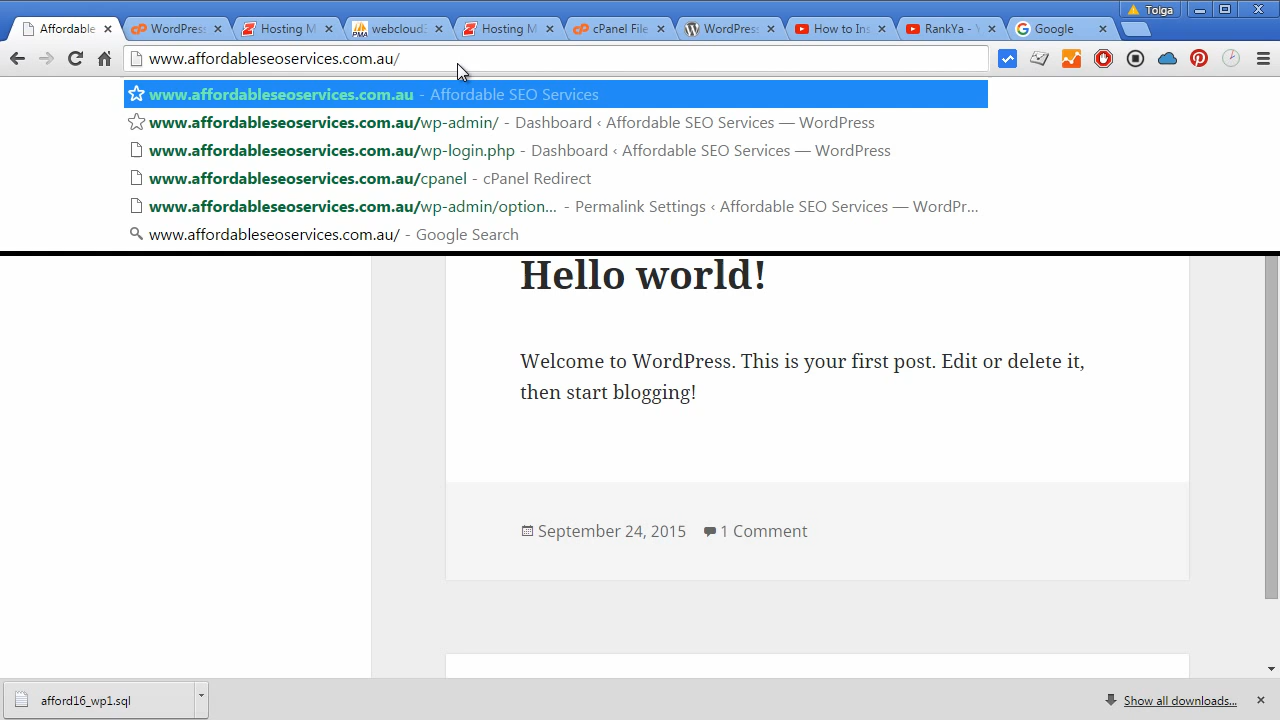 Tolga
Affordable
WordPress
Hosting M
webcloud
Hosting M
cPanel File
WordPress
How to Ins
RankYa - Y
Google
www.affordableseoservices.com.au/
www.affordableseoservices.com.au - Affordable SEO Services
www.affordableseoservices.com.au/wp-admin/ - Dashboard ‹ Affordable SEO Services — WordPress
www.affordableseoservices.com.au/wp-login.php - Dashboard ‹ Affordable SEO Services — WordPress
www.affordableseoservices.com.au/cpanel - cPanel Redirect
www.affordableseoservices.com.au/wp-admin/option... - Permalink Settings ‹ Affordable SEO Services — WordPr...
www.affordableseoservices.com.au/ - Google Search
Hello world!
Welcome to WordPress. This is your first post. Edit or delete it,
then start blogging!
September 24, 2015 1 Comment
afford16_wp1.sql
Show all downloads...